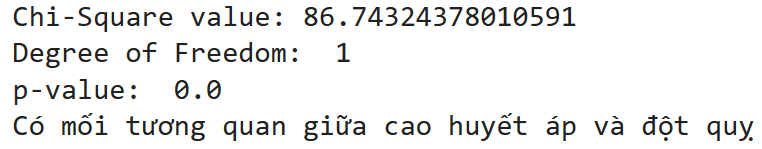 Chi-Square value: 86.74324378010591
Degree of Freedom:  1
p-value:  0.0
Có mối tương quan giữa cao huyết áp và đột quỵ